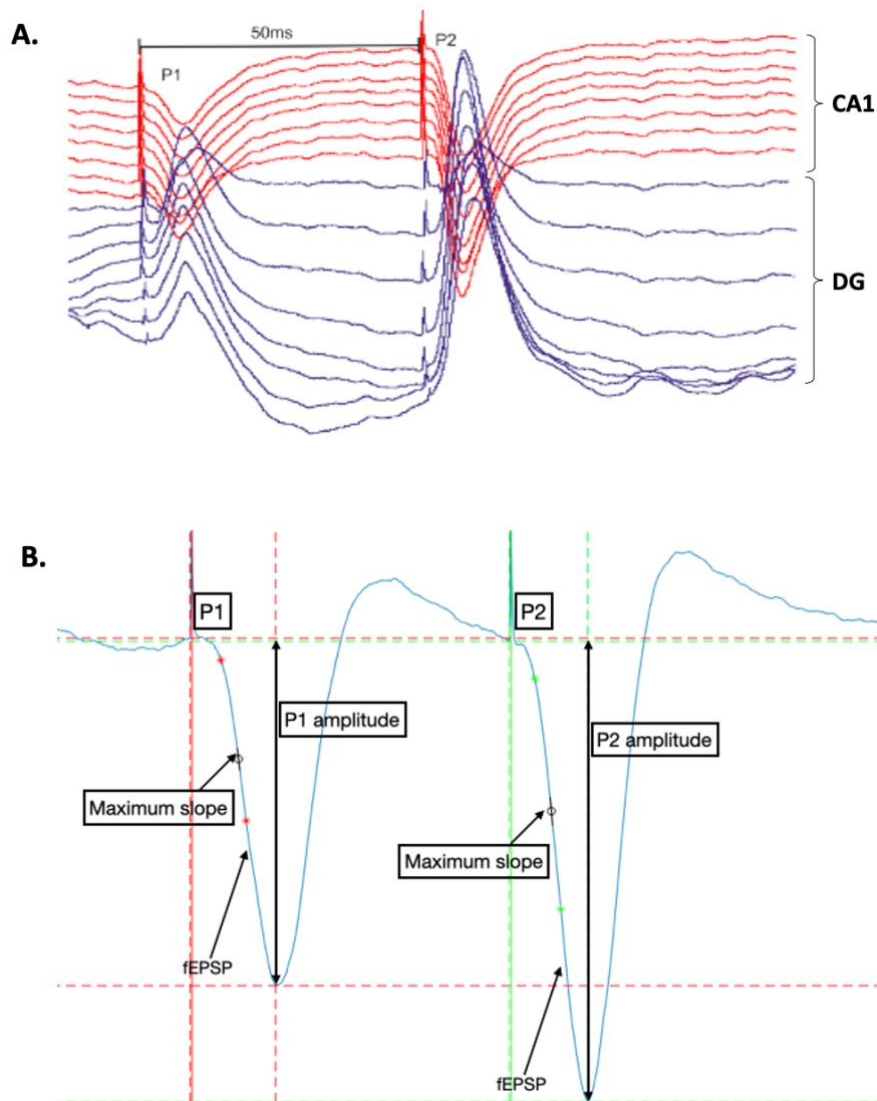 A.
50ms
P1
P2
CA1
DG
B.
P1
P2
P1 amplitude
P2 amplitude
Maximum slope
Maximum slope
fEPSP
fEPSP